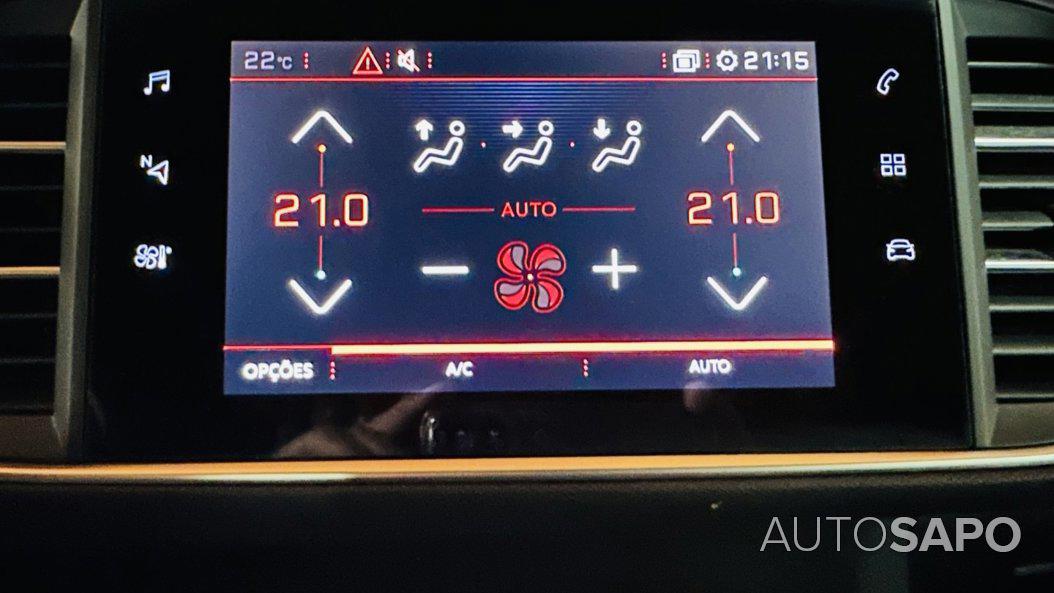 22°C 21:15
N
21.0 21.0
AUTO
OPÇÕES A/C AUTO
AUTOSAPO